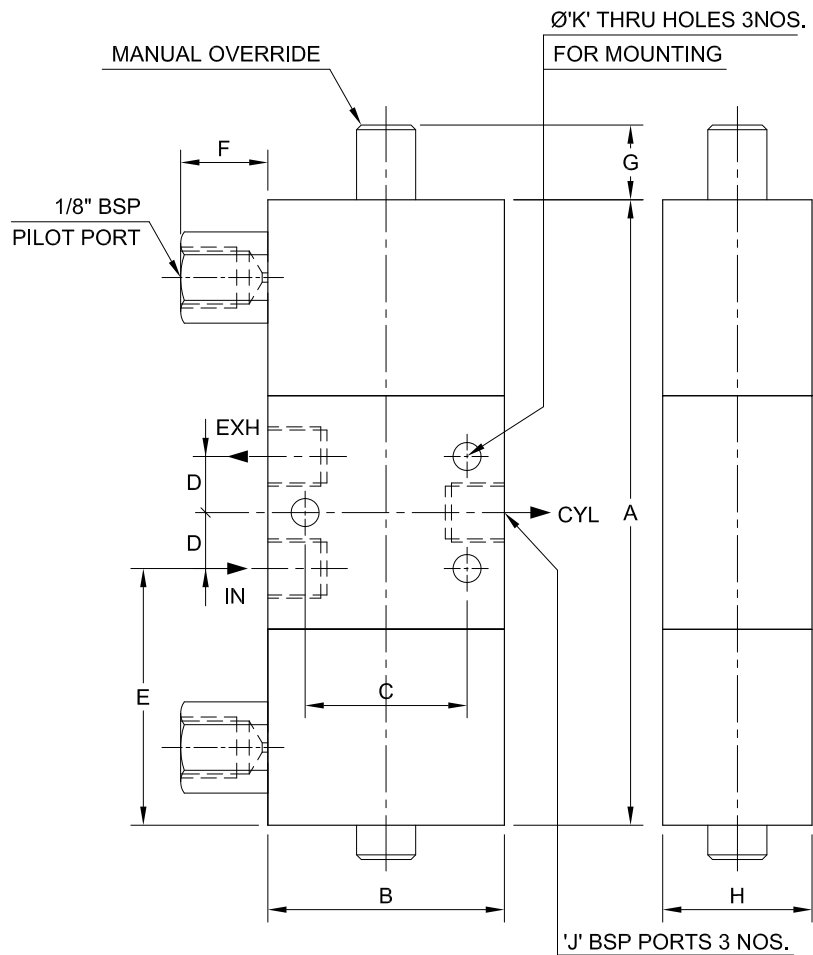 Ø'K' THRU HOLES 3NOS.
MANUAL OVERRIDE
FOR MOUNTING
F
G
1/8" BSP
PILOT PORT
EXH
D
A
CYL
D
IN
E
C
B
H
'J' BSP PORTS 3 NOS.